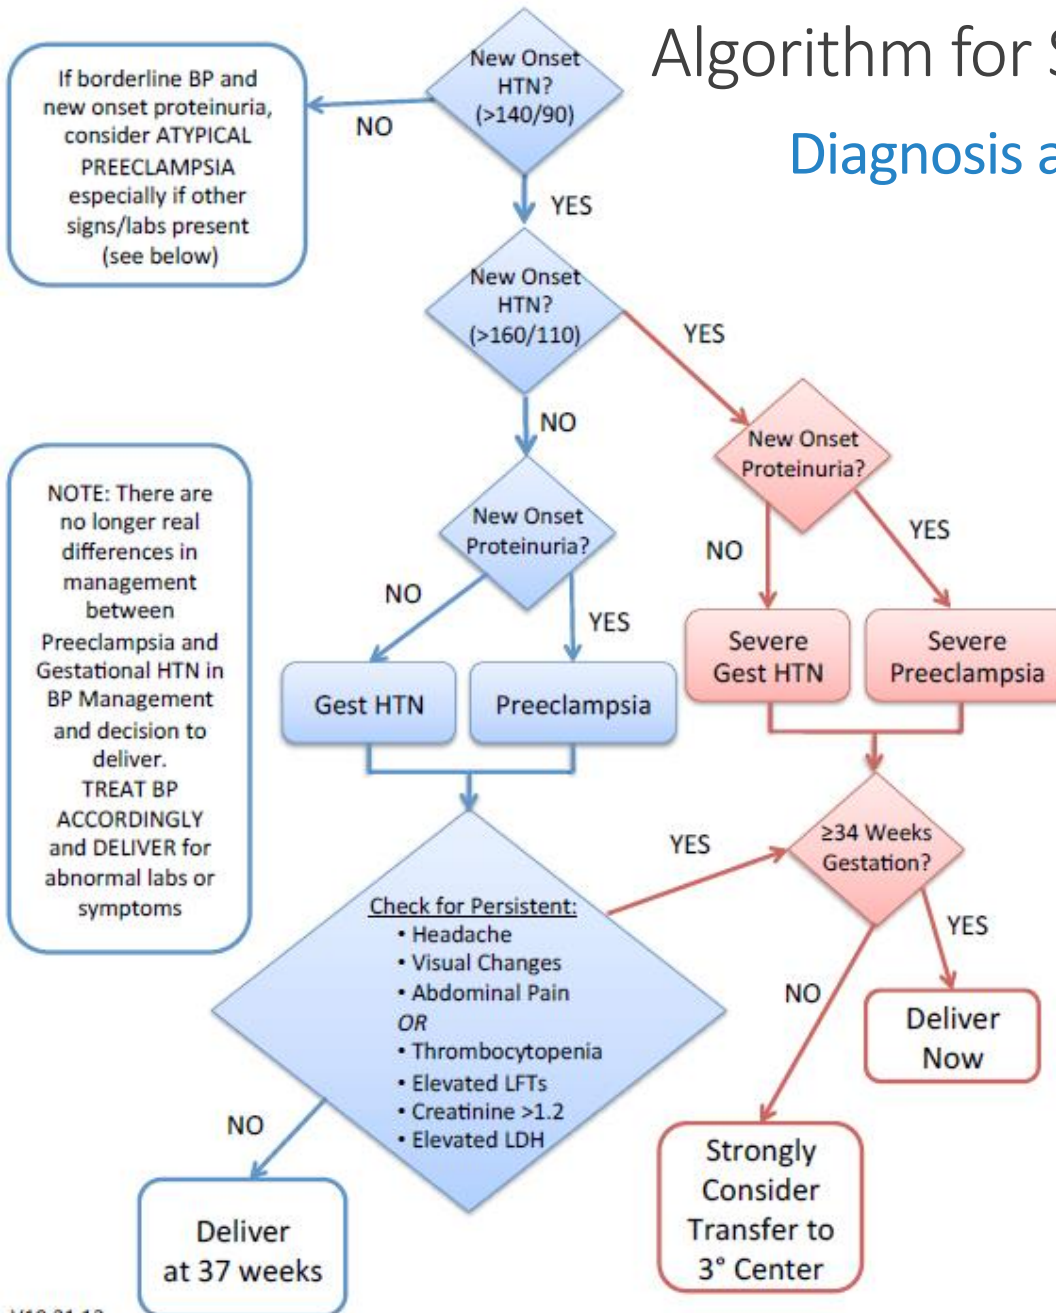 Algorithm for S
Diagnosis a
New Onset
HTN?
(>140/90)
NO
If borderline BP and
new onset proteinuria,
consider ATYPICAL
PREECLAMPSIA
especially if other
signs/labs present
(see below)
YES
New Onset
HTN?
(>160/110)
YES
NO
New Onset
Proteinuria?
NO
YES
Severe
Gest HTN
Severe
Preeclampsia
New Onset
Proteinuria?
NO
YES
Gest HTN
Preeclampsia
NOTE: There are
no longer real
differences in
management
between
Preeclampsia and
Gestational HTN in
BP Management
and decision to
deliver.
TREAT BP
ACCORDINGLY
and DELIVER for
abnormal labs or
symptoms
Check for Persistent:
• Headache
• Visual Changes
• Abdominal Pain
OR
• Thrombocytopenia
• Elevated LFTs
• Creatinine >1.2
• Elevated LDH
YES
≥34 Weeks
Gestation?
YES
NO
Deliver
Now
Strongly
Consider
Transfer to
3° Center
NO
Deliver
at 37 weeks